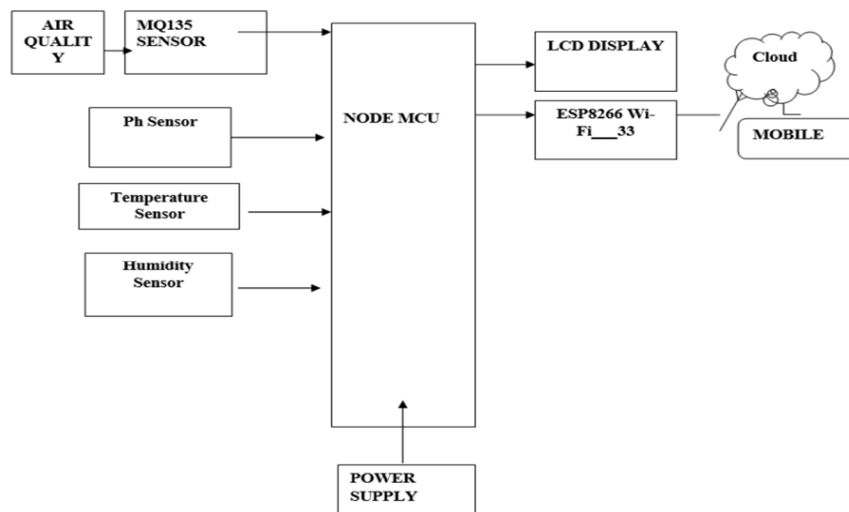 AIR
QUALIT
Y
MQ135
SENSOR
Ph Sensor
Temperature
Sensor
Humidity
Sensor
NODE MCU
POWER
SUPPLY
LCD DISPLAY
ESP8266 Wi-
Fi___33
Cloud
MOBILE